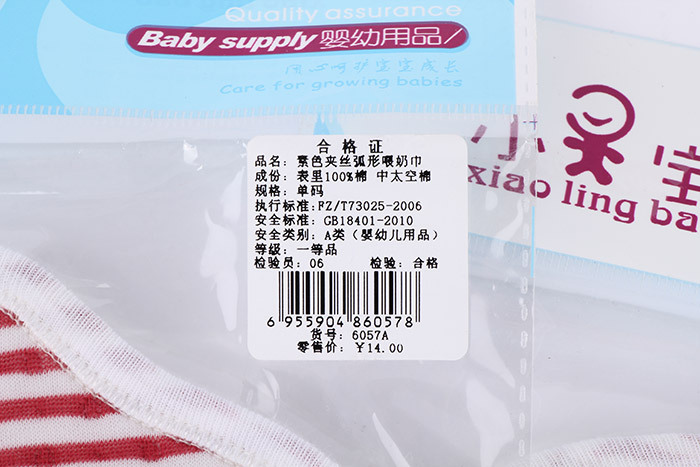 Quality assurance
Baby supply 婴幼用品
Care for growing babies
小 宝
xiao ling ba
合格证
品名: 素色夹丝弧形喂奶巾
成份: 表里100%棉 中太空棉
规格: 单码
执行标准:FZ/T73025-2006
安全标准: GB18401-2010
安全类别: A类（婴幼儿用品）
等级: 一等品
检验员: 06 检验: 合格
6 955904 860578
货号: 6057A
零售价: ¥14.00